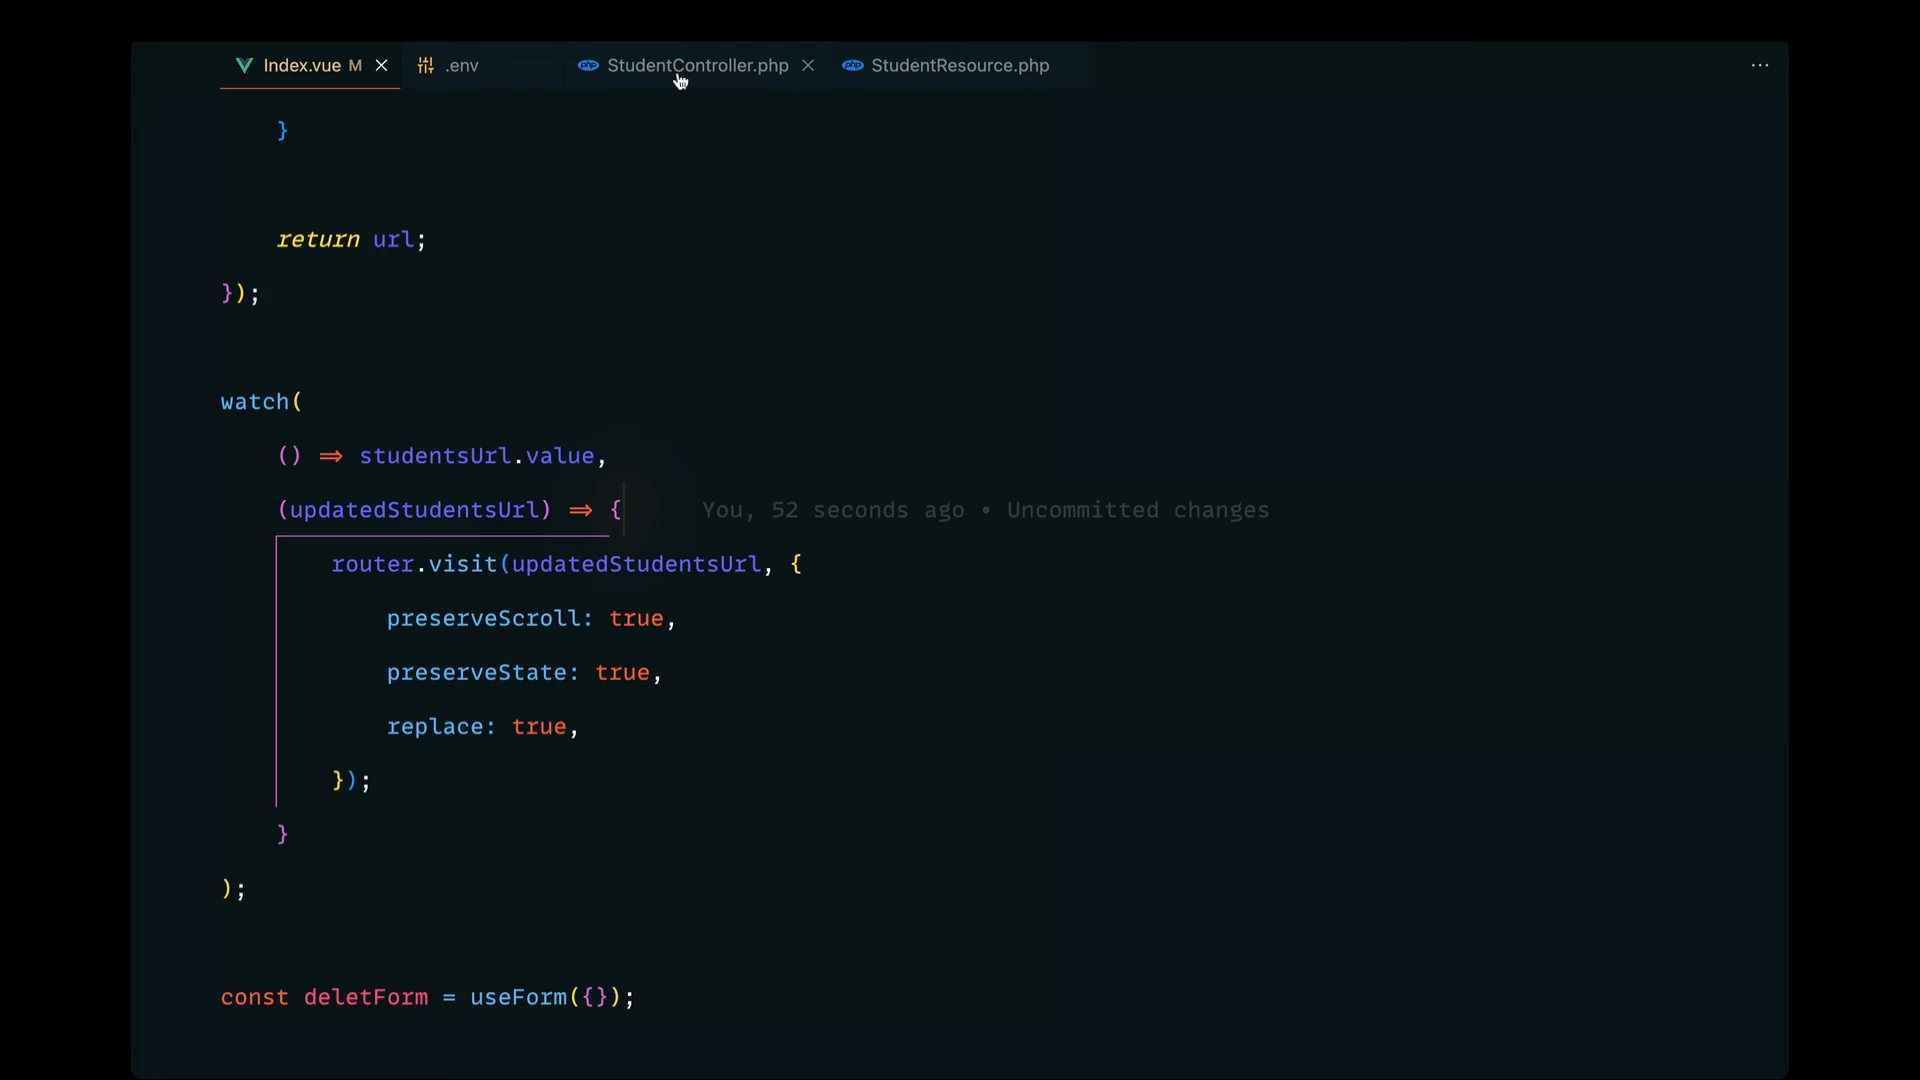 Index.vue M .env StudentController.php StudentResource.php
}
return url;
});
watch(
() => studentsUrl.value,
(updatedStudentsUrl) => { You, 52 seconds ago • Uncommitted changes
router.visit(updatedStudentsUrl, {
preserveScroll: true,
preserveState: true,
replace: true,
});
}
);
const deletForm = useForm({});